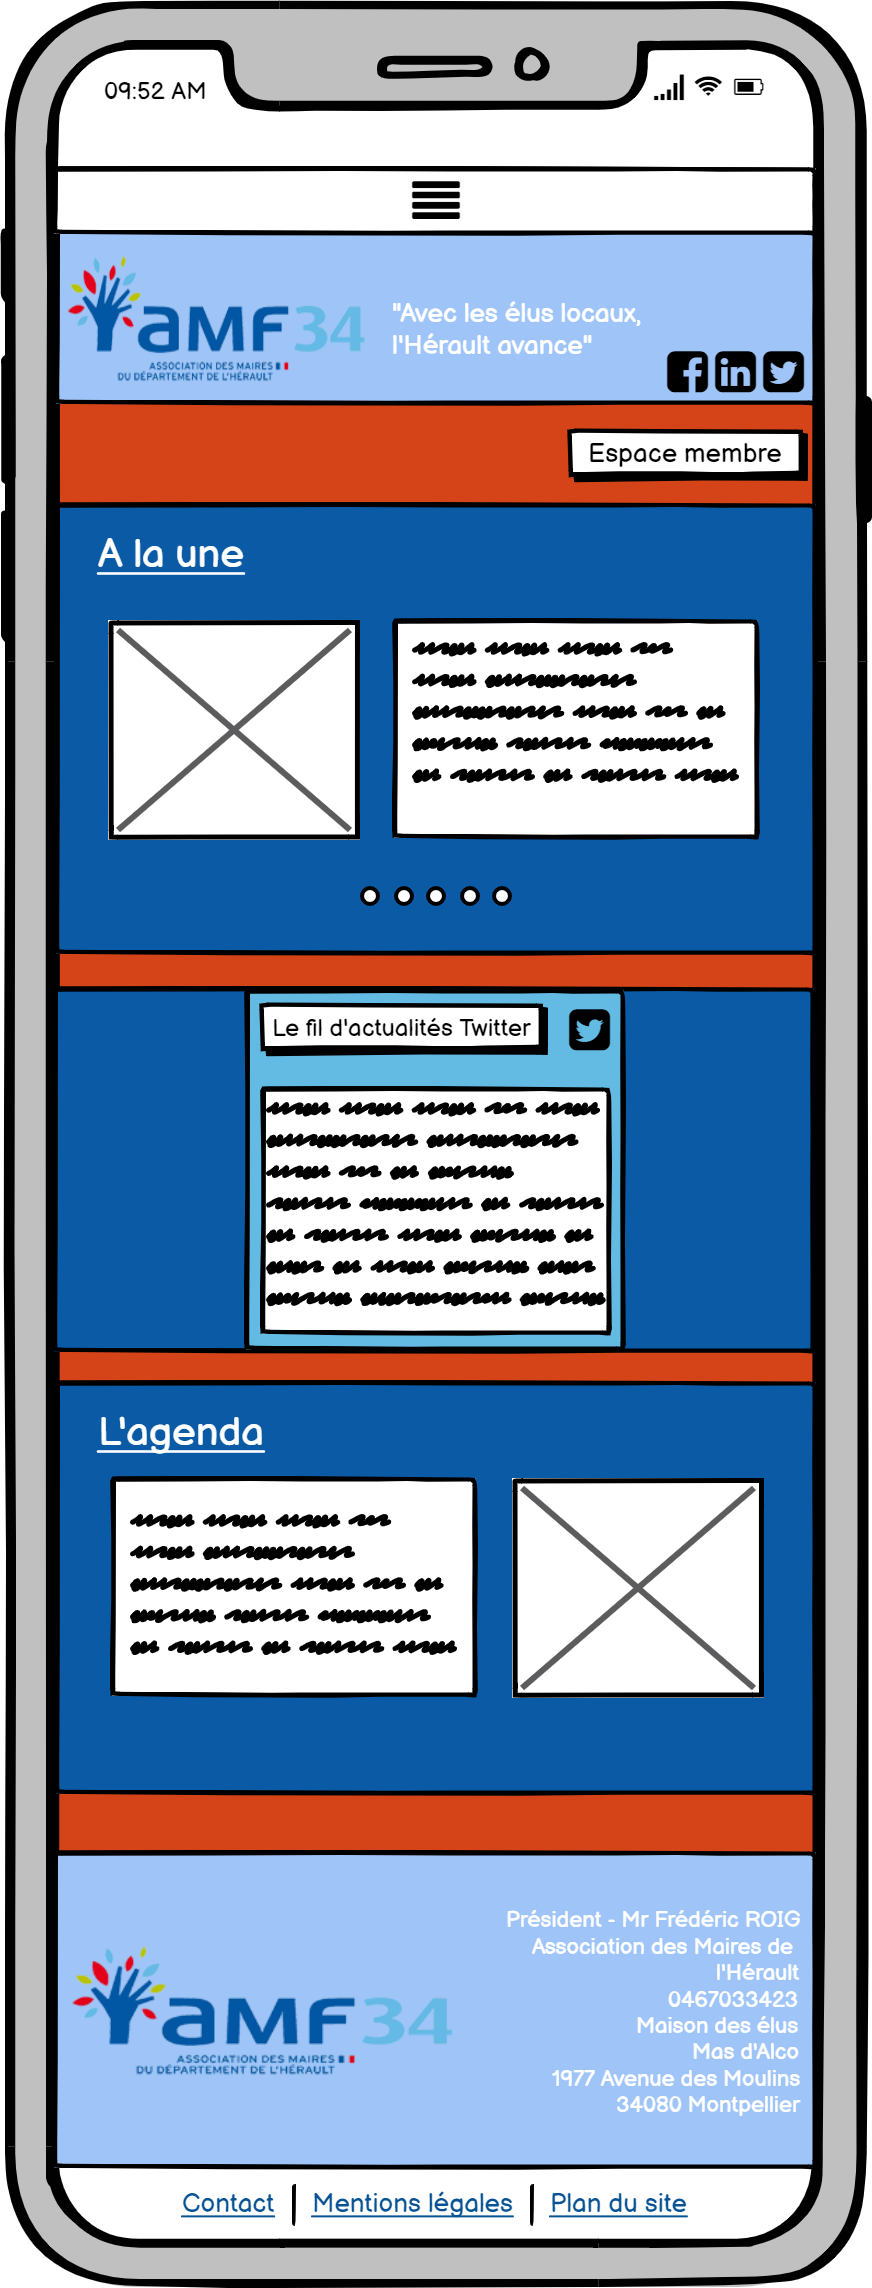 09:52 AM
aMF34
ASSOCIATION DES MAIRES
DU DÉPARTEMENT DE L'HÉRAULT
"Avec les élus locaux,
l'Hérault avance"
Espace membre
A la une
Le fil d'actualités Twitter
L'agenda
aMF34
ASSOCIATION DES MAIRES
DU DÉPARTEMENT DE L'HÉRAULT
Président - Mr Frédéric ROIG
Association des Maires de
l'Hérault
0467033423
Maison des élus
Mas d'Alco
1977 Avenue des Moulins
34080 Montpellier
Contact | Mentions légales | Plan du site